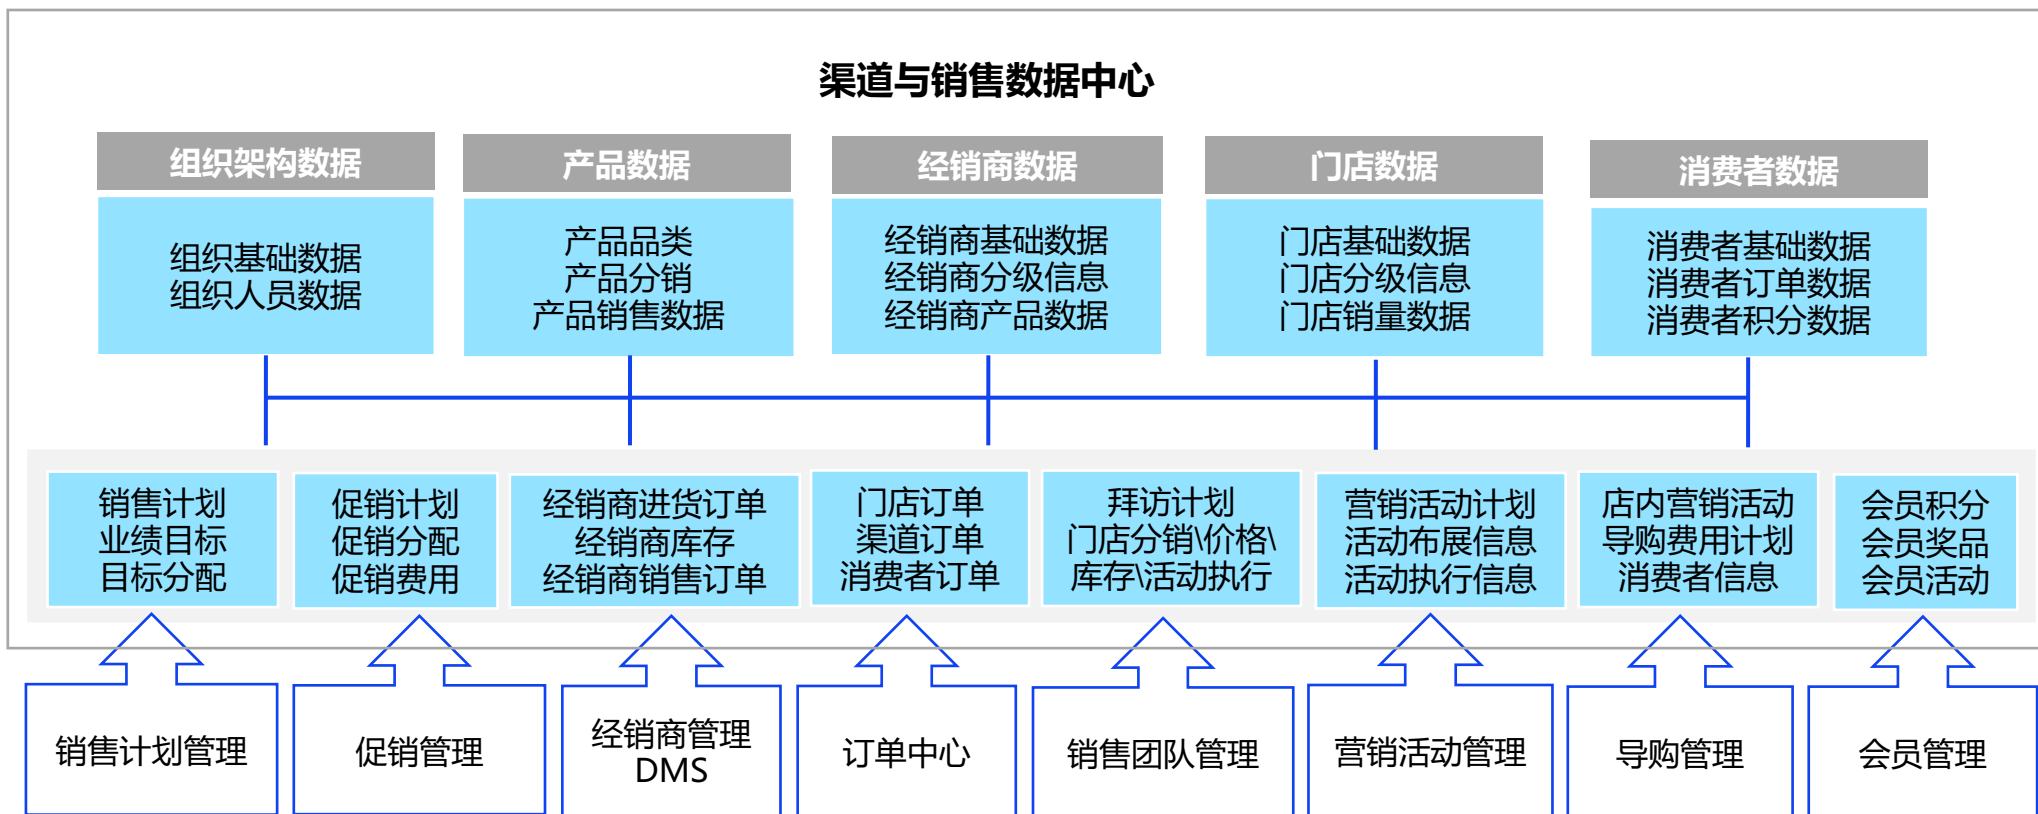 渠道与销售数据中心
组织架构数据
组织基础数据
组织人员数据
产品数据
产品品类
产品分销
产品销售数据
经销商数据
经销商基础数据
经销商分级信息
经销商产品数据
门店数据
门店基础数据
门店分级信息
门店销量数据
消费者数据
消费者基础数据
消费者订单数据
消费者积分数据
销售计划
业绩目标
目标分配
促销计划
促销分配
促销费用
经销商进货订单
经销商库存
经销商销售订单
门店订单
渠道订单
消费者订单
拜访计划
门店分销\价格\
库存\活动执行
营销活动计划
活动布展信息
活动执行信息
店内营销活动
导购费用计划
消费者信息
会员积分
会员奖品
会员活动
销售计划管理
促销管理
经销商管理
DMS
订单中心
销售团队管理
营销活动管理
导购管理
会员管理